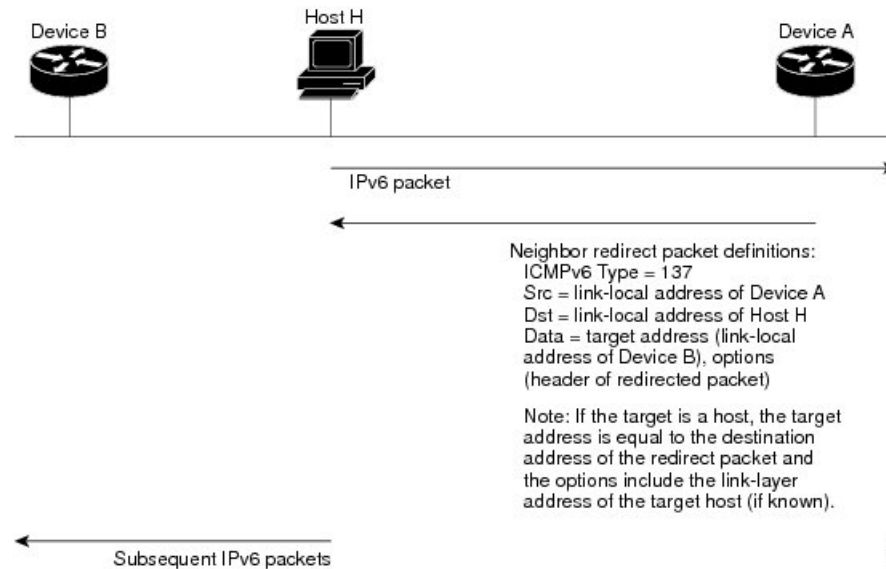 Device B
Host H
Device A
IPv6 packet
Neighbor redirect packet definitions:
ICMPv6 Type = 137
Src = link-local address of Device A
Dst = link-local address of Host H
Data = target address (link-local
address of Device B), options
(header of redirected packet)
Note: If the target is a host, the target
address is equal to the destination
address of the redirect packet and
the options include the link-layer
address of the target host (if known).
Subsequent IPv6 packets